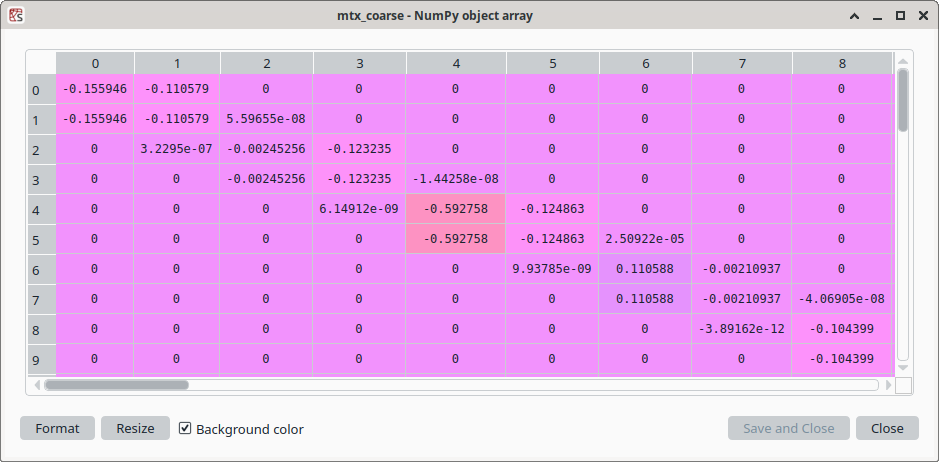 mtx_coarse - NumPy object array
0 1 2 3 4 5 6 7 8
0 -0.155946 -0.110579 0 0 0 0 0 0 0
1 -0.155946 -0.110579 5.59655e-08 0 0 0 0 0 0
2 0 3.2295e-07 -0.00245256 -0.123235 0 0 0 0 0
3 0 0 -0.00245256 -0.123235 -1.44258e-08 0 0 0 0
4 0 0 0 6.14912e-09 -0.592758 -0.124863 0 0 0
5 0 0 0 0 -0.592758 -0.124863 2.50922e-05 0 0
6 0 0 0 0 0 9.93785e-09 0.110588 -0.00210937 0
7 0 0 0 0 0 0 0.110588 -0.00210937 -4.06905e-08
8 0 0 0 0 0 0 0 -3.89162e-12 -0.104399
9 0 0 0 0 0 0 0 0 -0.104399
Format Resize Background color Save and Close Close